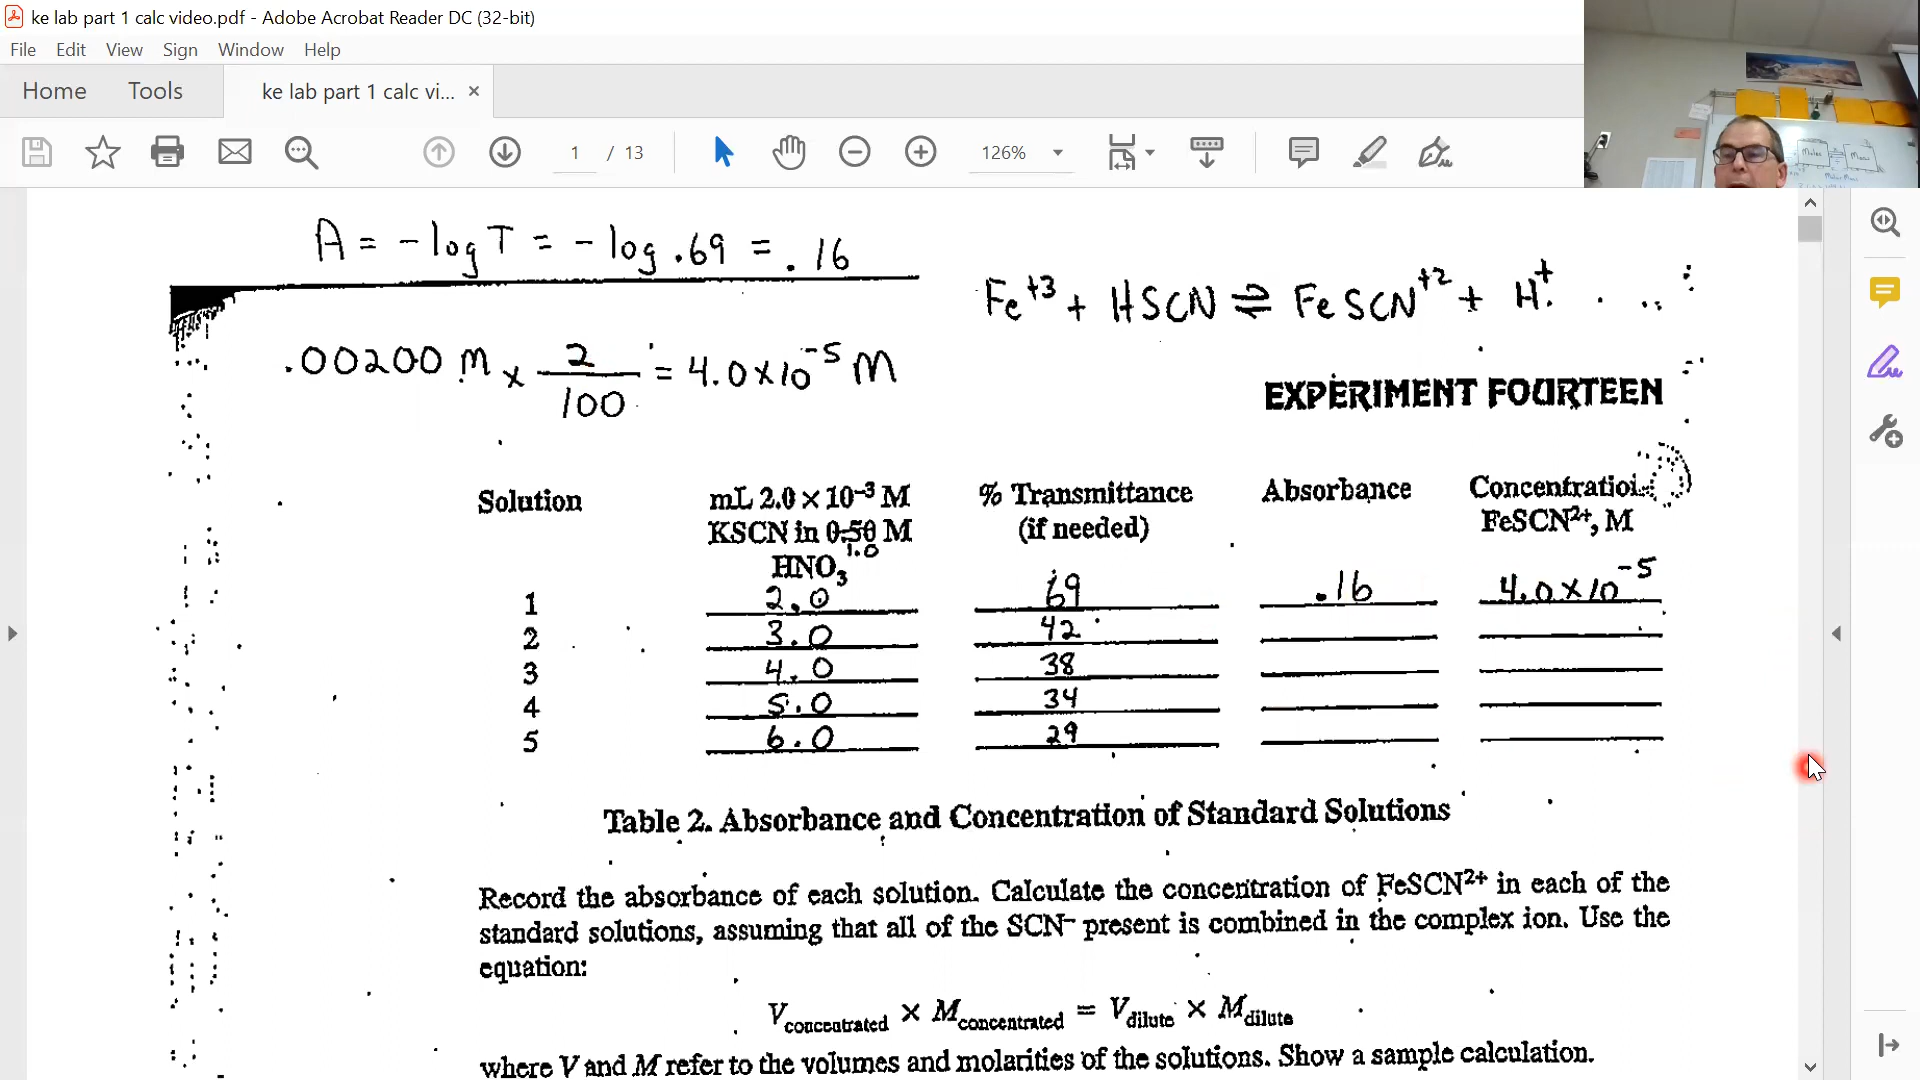 ke lab part 1 calc video.pdf - Adobe Acrobat Reader DC (32-bit)
File Edit View Sign Window Help
Home Tools ke lab part 1 calc vi... ×
1 / 13 126%
A = -log T = -log .69 = .16
Fe+3 + HSCN ⇌ FeSCN+2 + H+
.00200 M x 2/100 = 4.0x10-5 M
EXPERIMENT FOURTEEN
Solution mL 2.0 × 10–3 M % Transmittance Absorbance Concentration
KSCN in 0.50 M (if needed) FeSCN2+, M
1.0
HNO3
1 2.0 69 .16 4.0x10-5
2 3.0 42
3 4.0 38
4 5.0 34
5 6.0 29
Table 2. Absorbance and Concentration of Standard Solutions
Record the absorbance of each solution. Calculate the concentration of FeSCN2+ in each of the
standard solutions, assuming that all of the SCN– present is combined in the complex ion. Use the
equation:
Vconcentrated × Mconcentrated = Vdilute × Mdilute
where V and M refer to the volumes and molarities of the solutions. Show a sample calculation.